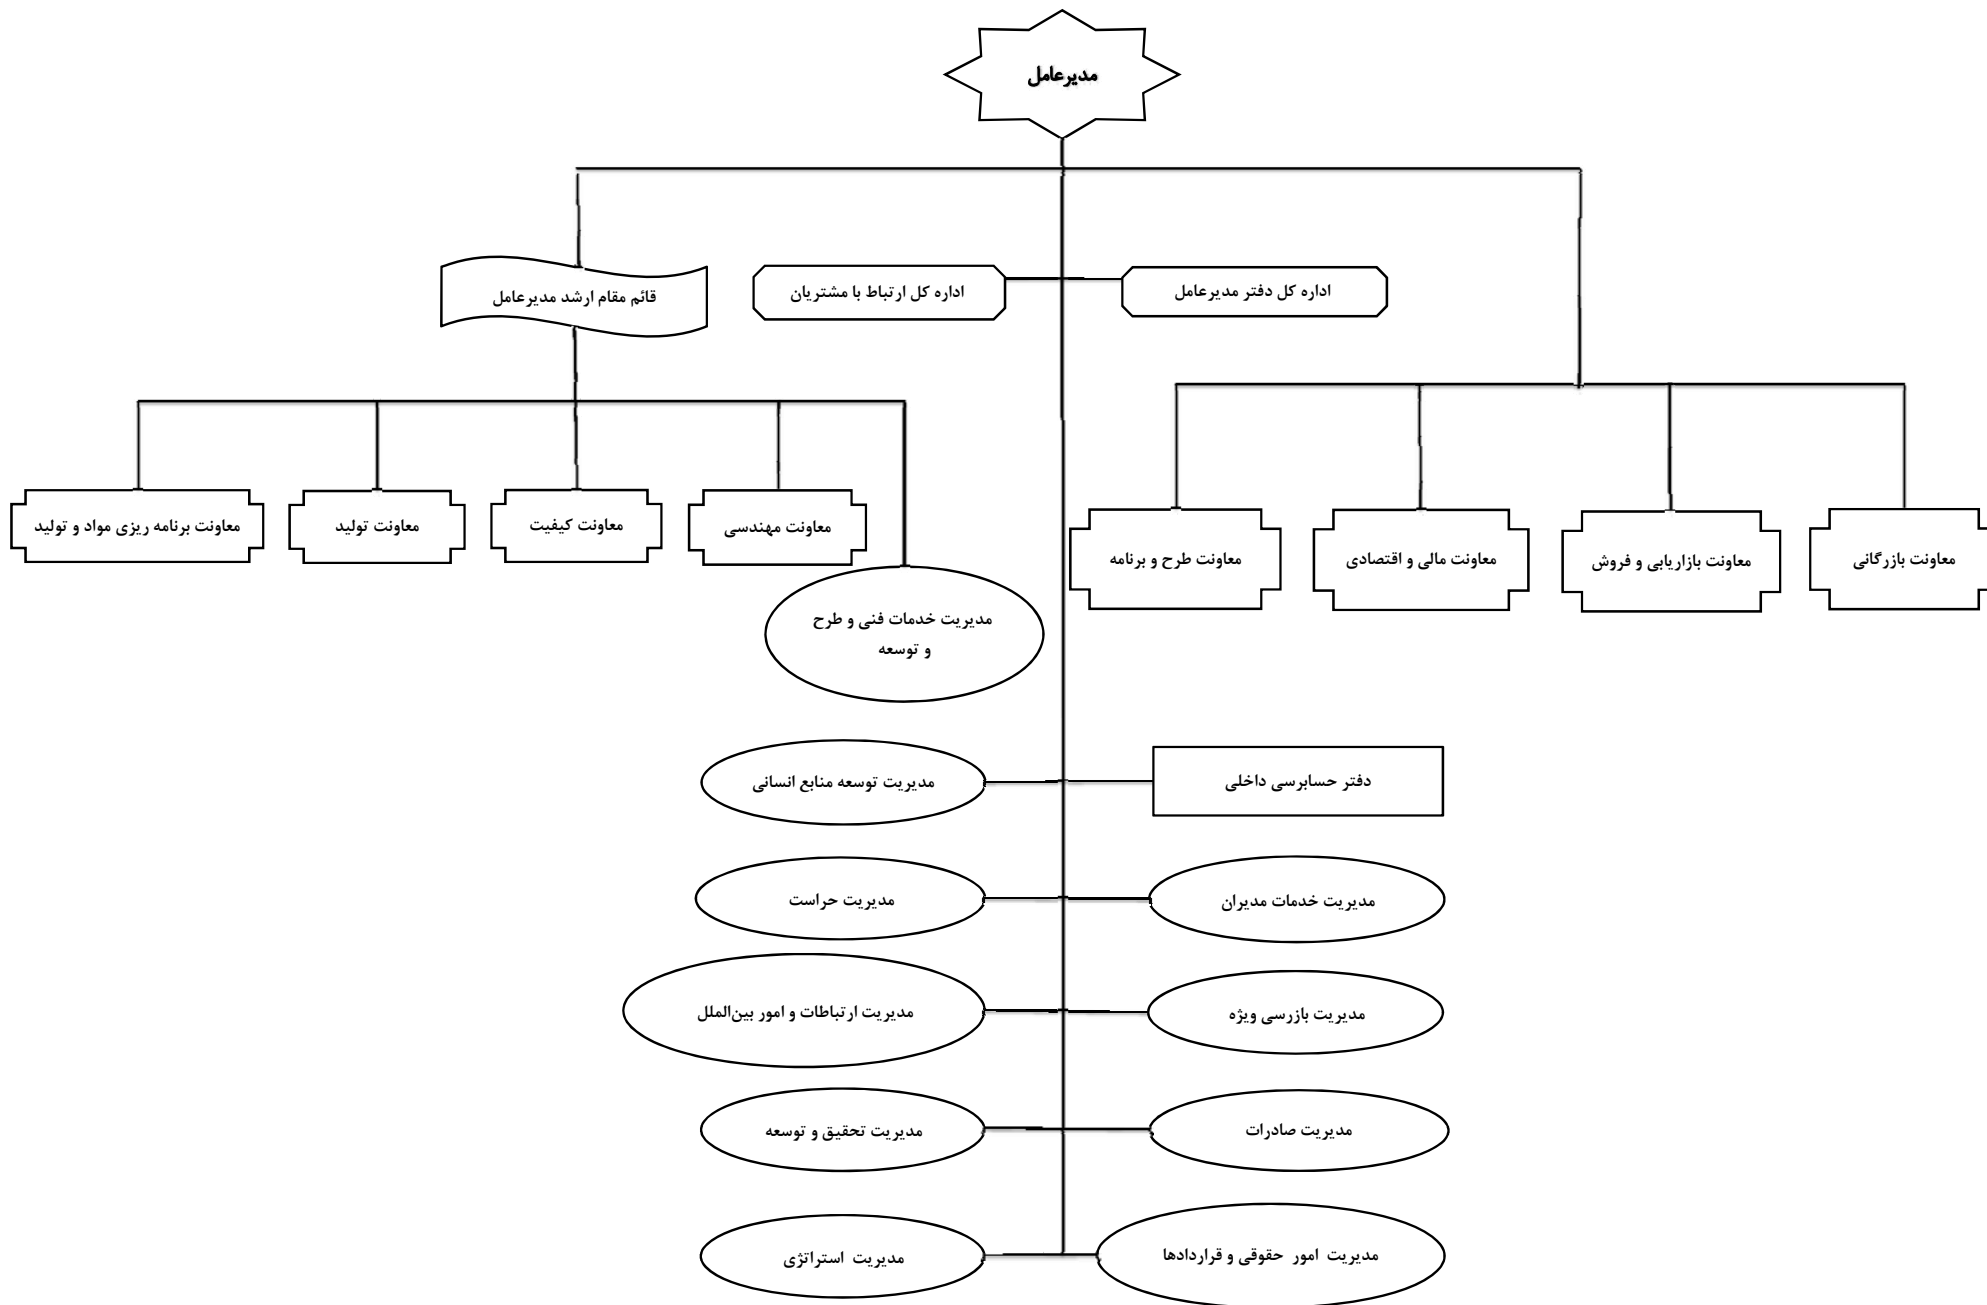 مدیرعامل
اداره کل دفتر مدیرعامل
اداره کل ارتباط با مشتریان
قائم مقام ارشد مدیرعامل
معاونت بازرگانی
معاونت بازاریابی و فروش
معاونت مالی و اقتصادی
معاونت طرح و برنامه
معاونت مهندسی
معاونت کیفیت
معاونت تولید
معاونت برنامه ریزی مواد و تولید
مدیریت خدمات فنی و طرح
و توسعه
دفتر حسابرسی داخلی
مدیریت توسعه منابع انسانی
مدیریت خدمات مدیران
مدیریت حراست
مدیریت بازرسی ویژه
مدیریت ارتباطات و امور بین‌الملل
مدیریت صادرات
مدیریت تحقیق و توسعه
مدیریت امور حقوقی و قراردادها
مدیریت استراتژی